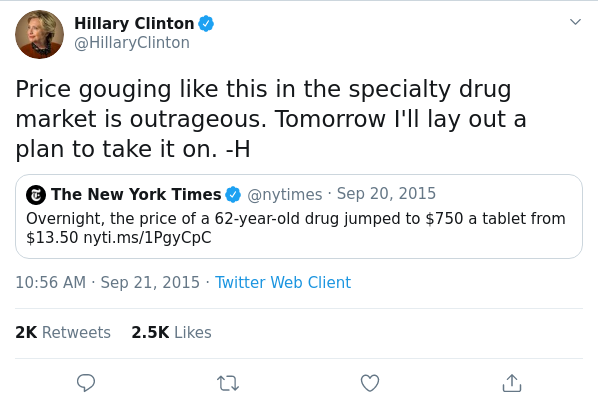 Hillary Clinton
@HillaryClinton
Price gouging like this in the specialty drug
market is outrageous. Tomorrow I'll lay out a
plan to take it on. -H
The New York Times @nytimes · Sep 20, 2015
Overnight, the price of a 62-year-old drug jumped to $750 a tablet from
$13.50 nyti.ms/1PgyCpC
10:56 AM · Sep 21, 2015 · Twitter Web Client
2K Retweets 2.5K Likes